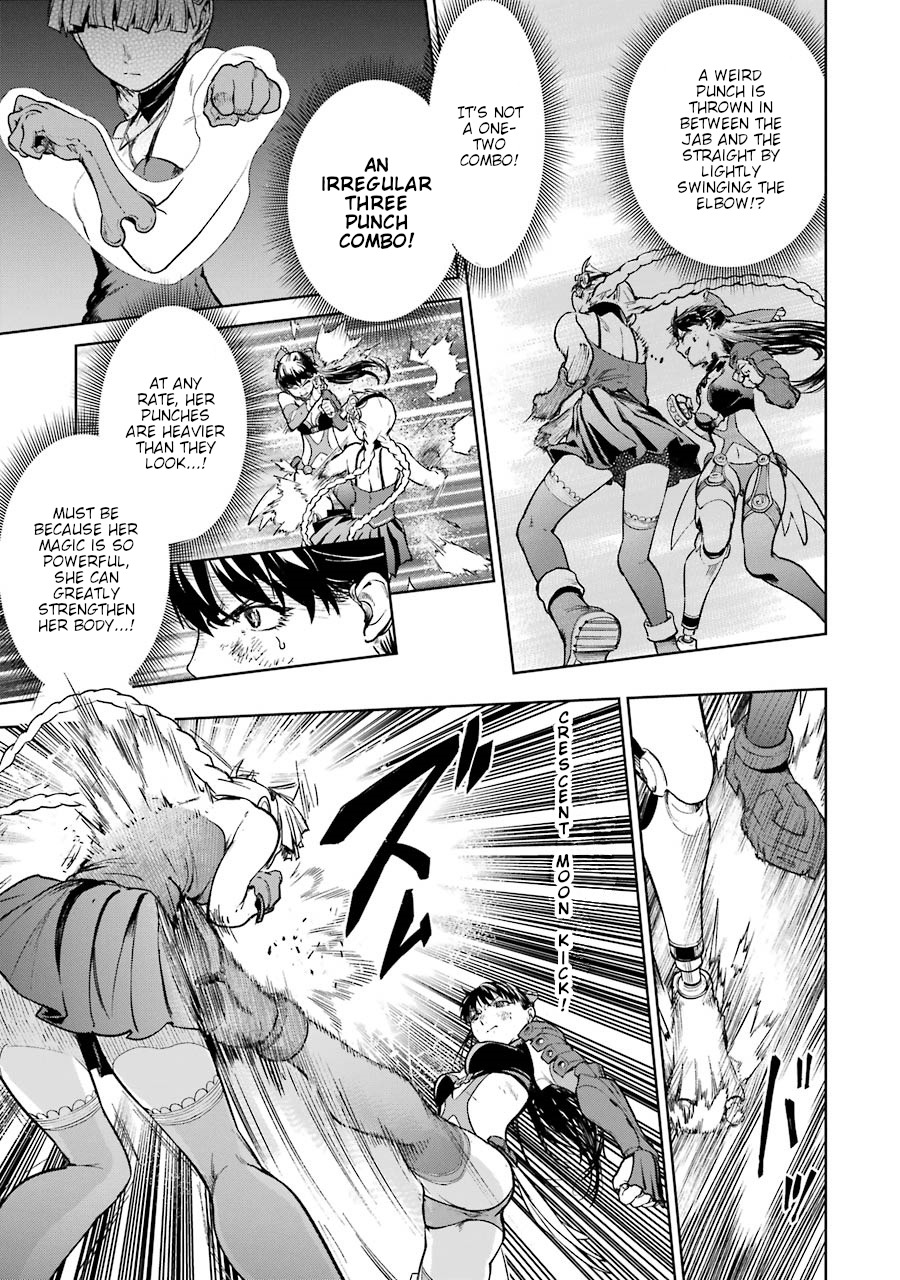 A WEIRD
PUNCH IS
THROWN IN
BETWEEN THE
JAB AND THE
STRAIGHT BY
LIGHTLY
SWINGING THE
ELBOW!?
IT'S NOT
A ONE-
TWO
COMBO!
AN
IRREGULAR
THREE
PUNCH
COMBO!
AT ANY
RATE, HER
PUNCHES
ARE HEAVIER
THAN THEY
LOOK...!
MUST BE
BECAUSE HER
MAGIC IS SO
POWERFUL,
SHE CAN
GREATLY
STRENGTHEN
HER BODY...!
CRESCENT MOON KICK!
ズム